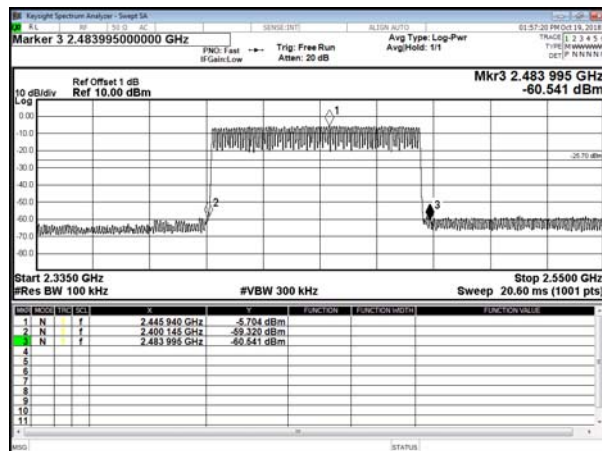 Keysight Spectrum Analyzer - Swept SA
RL RF 50 Ω AC SENSE:INT ALIGN AUTO 01:57:20 PM Oct 19, 2018
Marker 3 2.483995000000 GHz
PNO: Fast Trig: Free Run Avg Type: Log-Pwr TRACE 1 2 3 4 5
IFGain:Low Atten: 20 dB Avg|Hold: 1/1 TYPE
DET P N N N N
Ref Offset 1 dB Mkr3 2.483 995 GHz
10 dB/div Ref 10.00 dBm -60.541 dBm
Log
0.00
1
-10.0
-20.0
-25.70 dBm
-30.0
-40.0
-50.0
2 3
-60.0
-70.0
-80.0
Start 2.3350 GHz Stop 2.5500 GHz
#Res BW 100 kHz #VBW 300 kHz Sweep 20.60 ms (1001 pts)
MKR MODE TRC SCL X Y FUNCTION FUNCTION WIDTH FUNCTION VALUE
1 N f 2.445 940 GHz -5.704 dBm
2 N f 2.400 145 GHz -59.320 dBm
3 N f 2.483 995 GHz -60.541 dBm
4
5
6
7
8
9
10
11
MSG STATUS